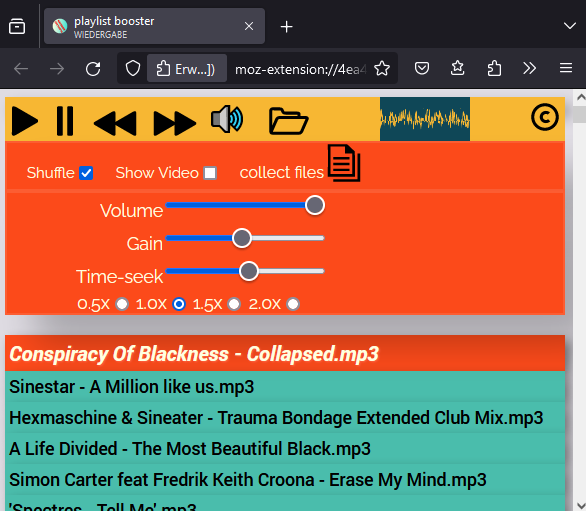 playlist booster
WIEDERGABE
Erw...])
moz-extension://4ea4
©
Shuffle
Show Video
collect files
Volume
Gain
Time-seek
0.5x 1.0x 1.5x 2.0x
Conspiracy Of Blackness - Collapsed.mp3
Sinestar - A Million like us.mp3
Hexmaschine & Sineater - Trauma Bondage Extended Club Mix.mp3
A Life Divided - The Most Beautiful Black.mp3
Simon Carter feat Fredrik Keith Croona - Erase My Mind.mp3
'Spectres - Tell Me'.mp3